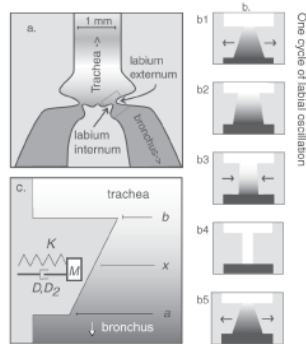 a.
1 mm
Trachea ->
labium
externum
labium
internum
bronchus->
c.
trachea
K
M
D,D2
b
x
a
↓ bronchus
b.
b1
b2
b3
b4
b5
One cycle of labial oscillation